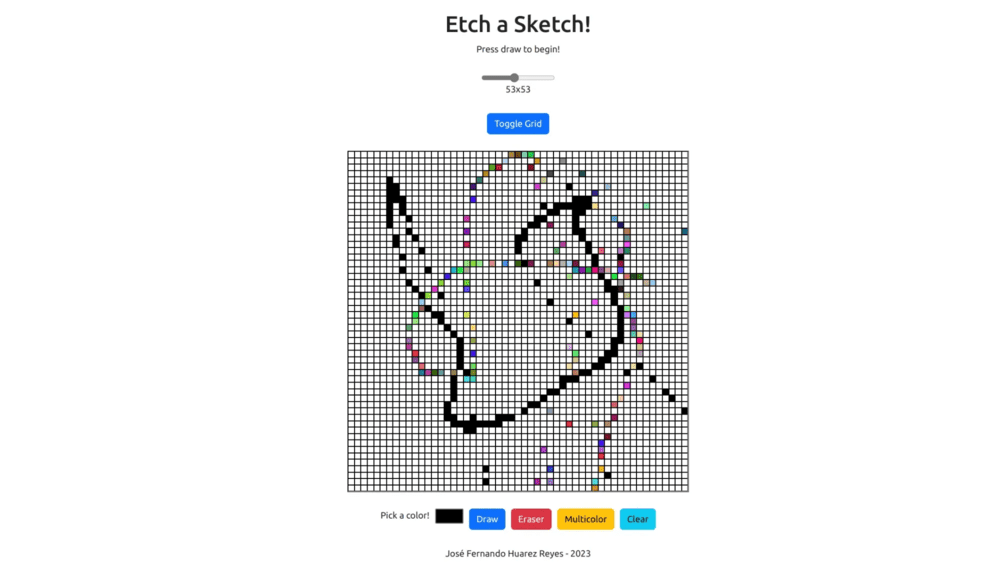 Etch a Sketch!
Press draw to begin!
53x53
Toggle Grid
Pick a color! Draw Eraser Multicolor Clear
José Fernando Huarez Reyes - 2023